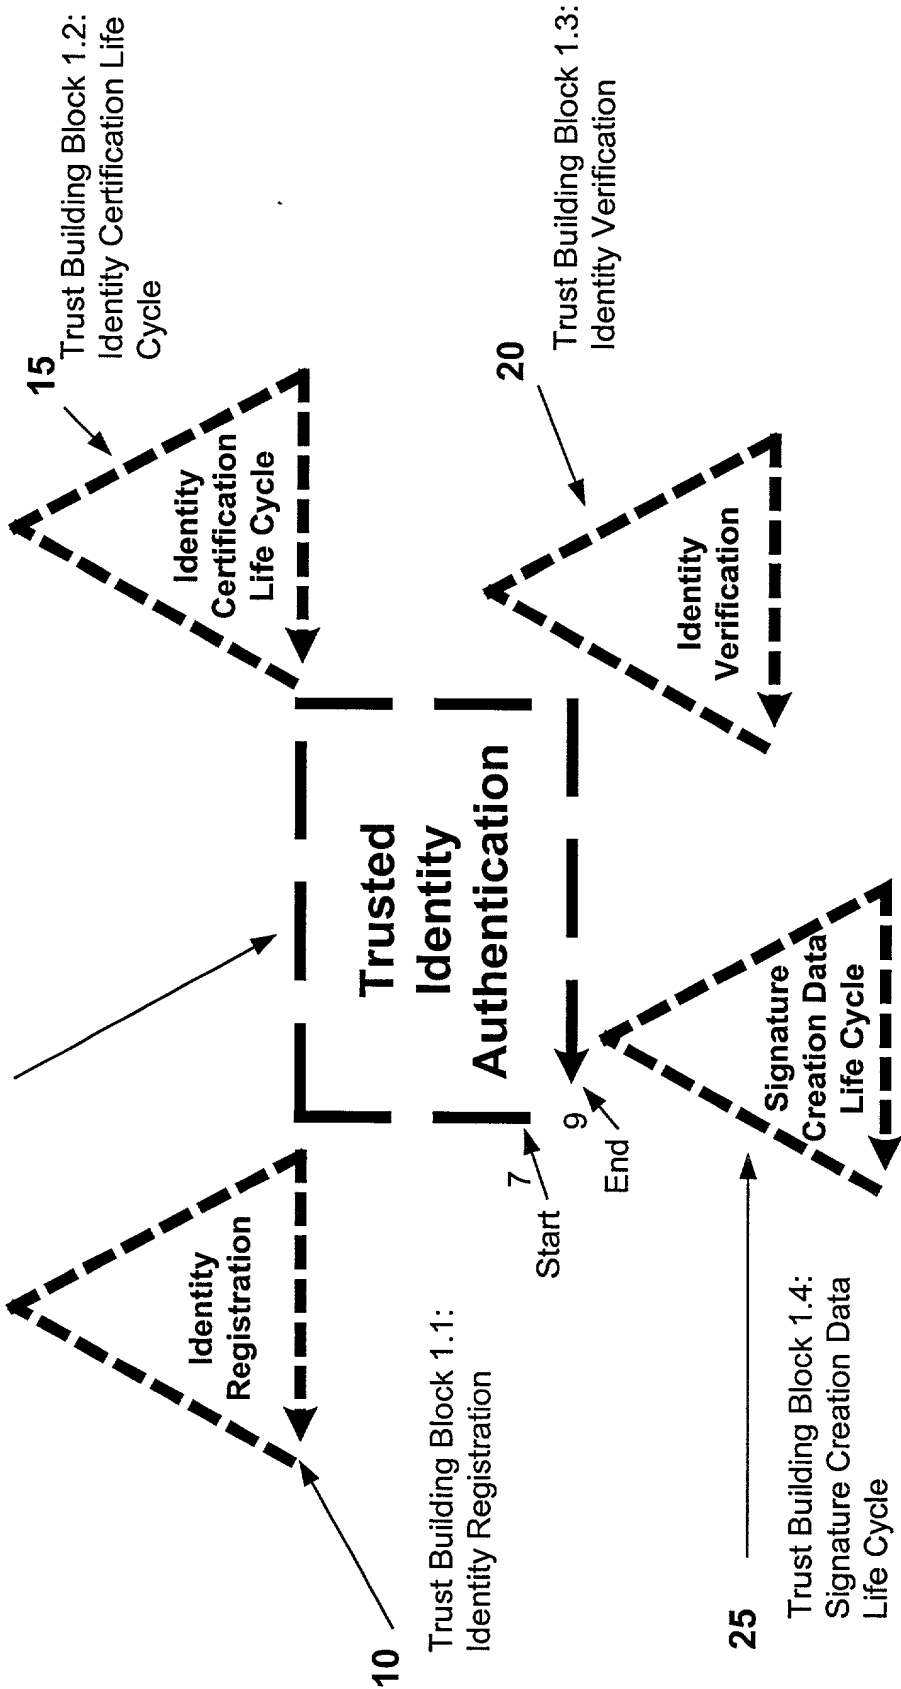 15
Trust Building Block 1.2:
Identity Certification Life
Cycle
Identity
Certification
Life Cycle
20
Trust Building Block 1.3:
Identity Verification
Identity
Verification
Identity
Registration
10
Trust Building Block 1.1:
Identity Registration
Trusted
Identity
Authentication
7
Start
9
End
Signature
Creation Data
Life Cycle
25
Trust Building Block 1.4:
Signature Creation Data
Life Cycle